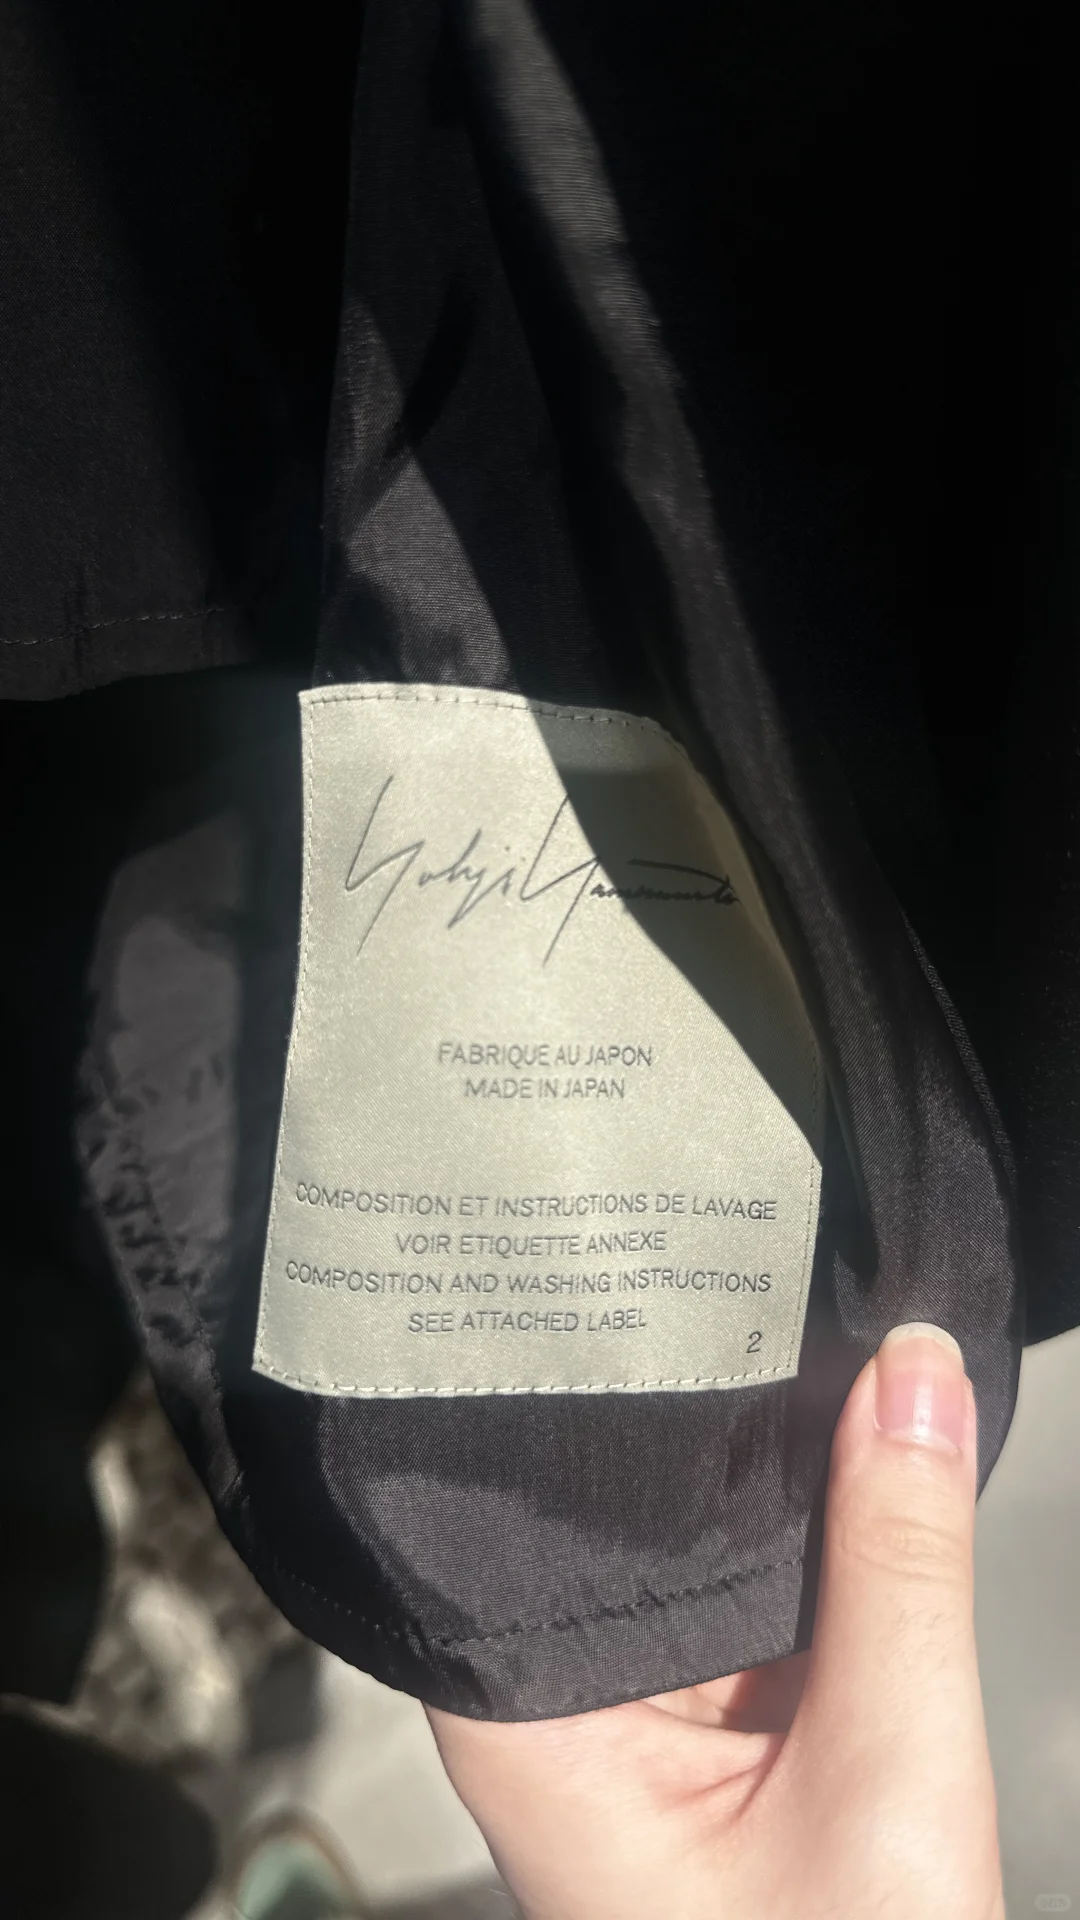 Yohji Yamamoto
FABRIQUE AU JAPON
MADE IN JAPAN
COMPOSITION ET INSTRUCTIONS DE LAVAGE
VOIR ETIQUETTE ANNEXE
COMPOSITION AND WASHING INSTRUCTIONS
SEE ATTACHED LABEL
2